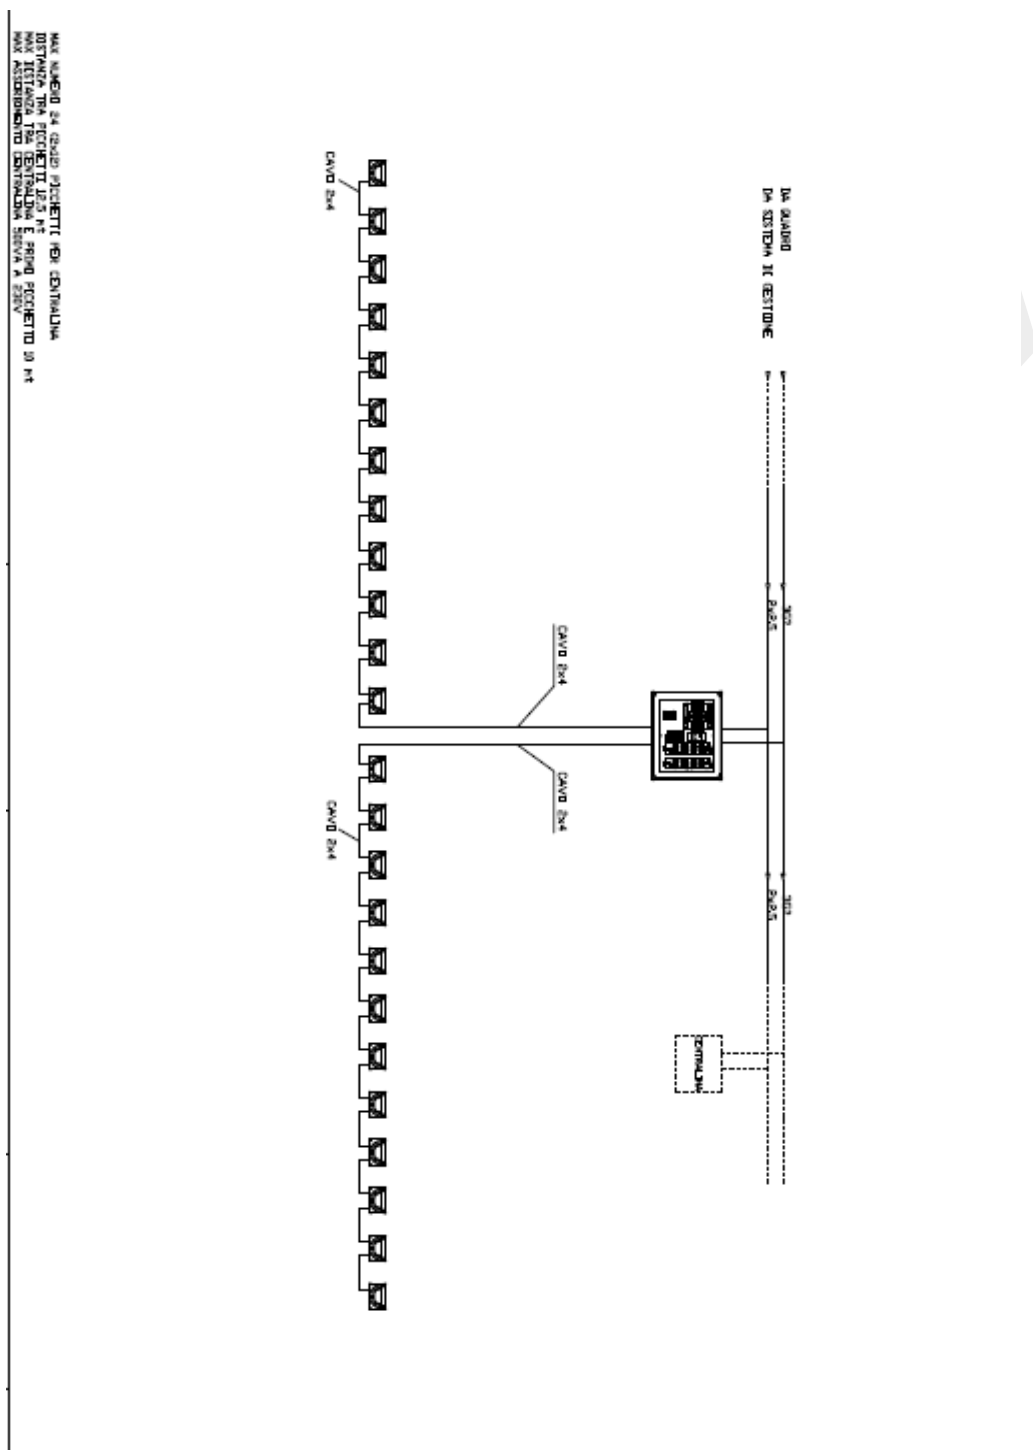 MAX NUMERO 24 (2x12) PICCHETTI PER CENTRALINA
DISTANZA TRA PICCHETTI 12,5 mt
MAX DISTANZA TRA CENTRALINA E PRIMO PICCHETTO 10 mt
MAX ASSORBIMENTO CENTRALINA 500VA A 230V
DA QUADRO
DA SISTEMA DI GESTIONE
CAVO 2x4
CAVO 2x4
CAVO 2x4
CAVO 2x4
2x2,5
2x2,5
CENTRALINA